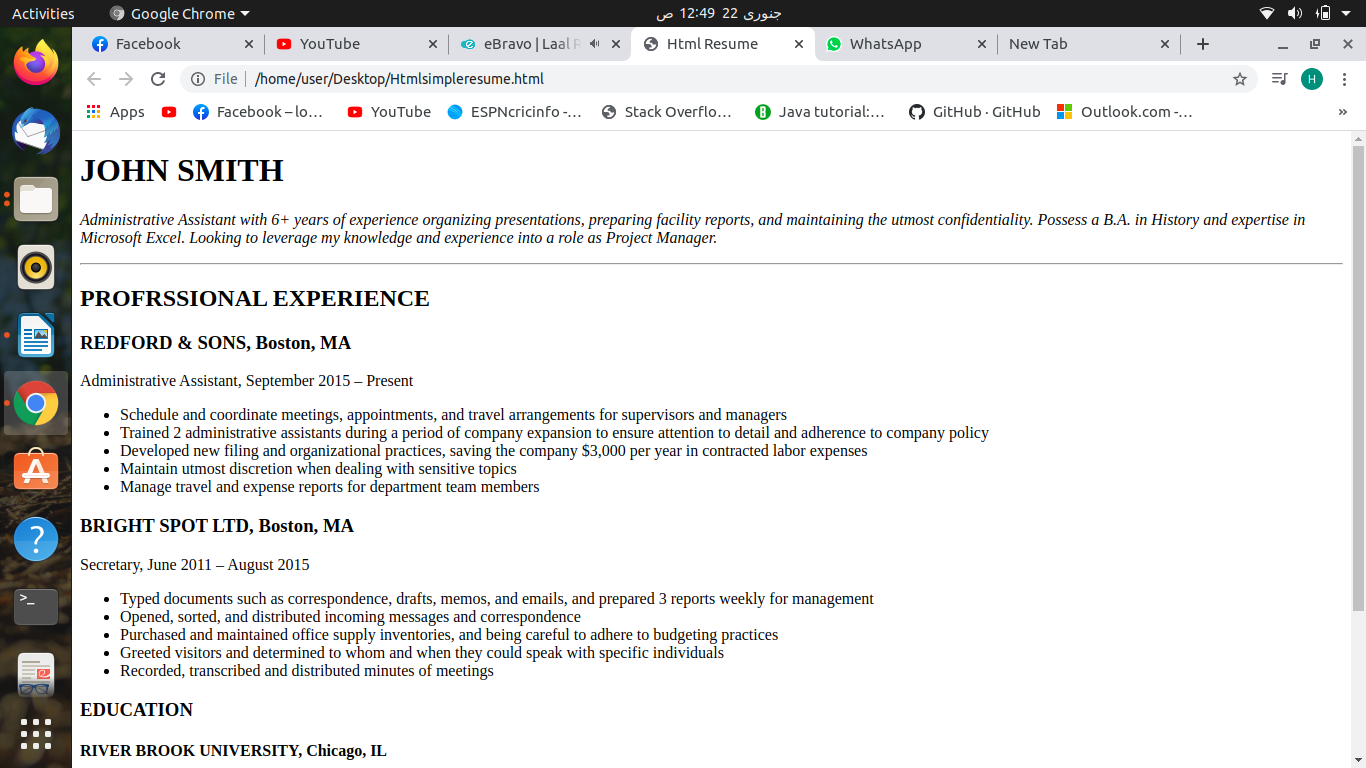 Activities
Google Chrome
جنوری 22 12:49 ص
Facebook
YouTube
eBravo | Laal R
Html Resume
WhatsApp
New Tab
File
/home/user/Desktop/Htmlsimpleresume.html
H
Apps
Facebook – lo…
YouTube
ESPNcricinfo -…
Stack Overflo…
Java tutorial:…
GitHub · GitHub
Outlook.com -…
»
JOHN SMITH
Administrative Assistant with 6+ years of experience organizing presentations, preparing facility reports, and maintaining the utmost confidentiality. Possess a B.A. in History and expertise in
Microsoft Excel. Looking to leverage my knowledge and experience into a role as Project Manager.
PROFRSSIONAL EXPERIENCE
REDFORD & SONS, Boston, MA
Administrative Assistant, September 2015 – Present
• Schedule and coordinate meetings, appointments, and travel arrangements for supervisors and managers
• Trained 2 administrative assistants during a period of company expansion to ensure attention to detail and adherence to company policy
• Developed new filing and organizational practices, saving the company $3,000 per year in contracted labor expenses
• Maintain utmost discretion when dealing with sensitive topics
• Manage travel and expense reports for department team members
BRIGHT SPOT LTD, Boston, MA
Secretary, June 2011 – August 2015
• Typed documents such as correspondence, drafts, memos, and emails, and prepared 3 reports weekly for management
• Opened, sorted, and distributed incoming messages and correspondence
• Purchased and maintained office supply inventories, and being careful to adhere to budgeting practices
• Greeted visitors and determined to whom and when they could speak with specific individuals
• Recorded, transcribed and distributed minutes of meetings
EDUCATION
RIVER BROOK UNIVERSITY, Chicago, IL